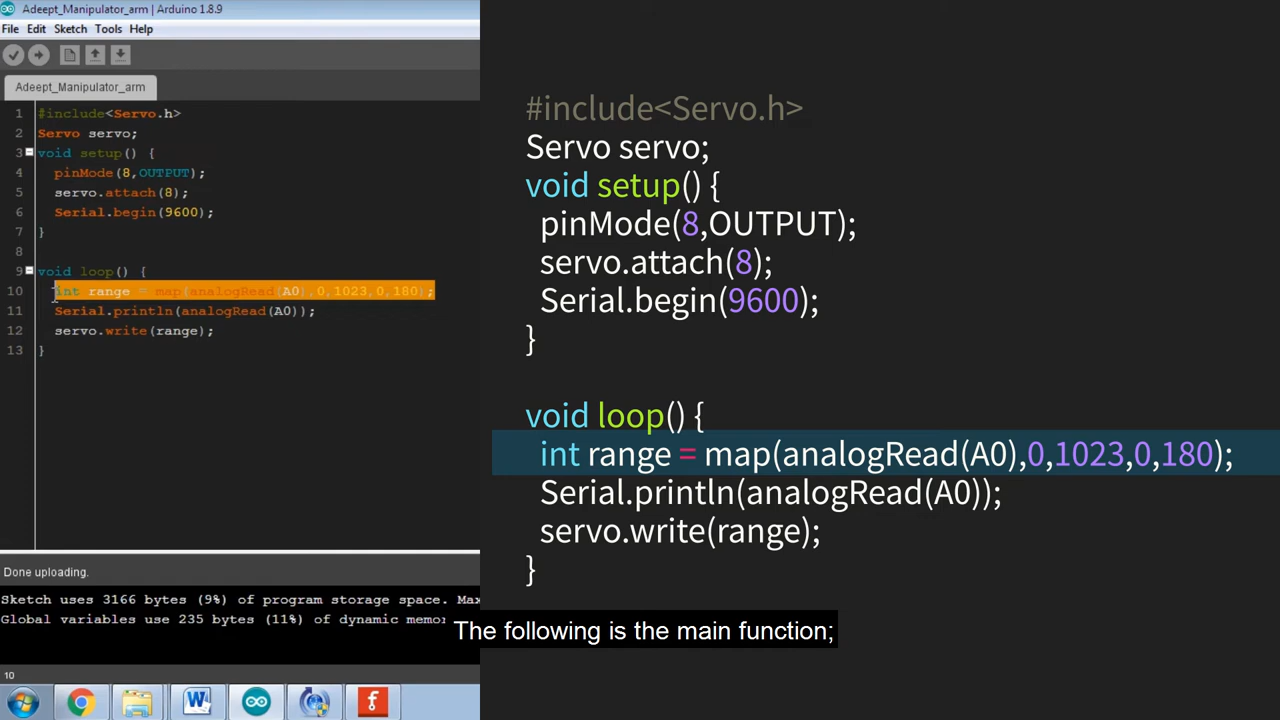 Adeept_Manipulator_arm | Arduino 1.8.9
File Edit Sketch Tools Help
Adeept_Manipulator_arm
1 #include<Servo.h>
2 Servo servo;
3 void setup() {
4 pinMode(8,OUTPUT);
5 servo.attach(8);
6 Serial.begin(9600);
7 }
8
9 void loop() {
10 int range = map(analogRead(A0),0,1023,0,180);
11 Serial.println(analogRead(A0));
12 servo.write(range);
13 }
Done uploading.
Sketch uses 3166 bytes (9%) of program storage space. Max
Global variables use 235 bytes (11%) of dynamic memor
10
#include<Servo.h>
Servo servo;
void setup() {
pinMode(8,OUTPUT);
servo.attach(8);
Serial.begin(9600);
}
void loop() {
int range = map(analogRead(A0),0,1023,0,180);
Serial.println(analogRead(A0));
servo.write(range);
}
The following is the main function;